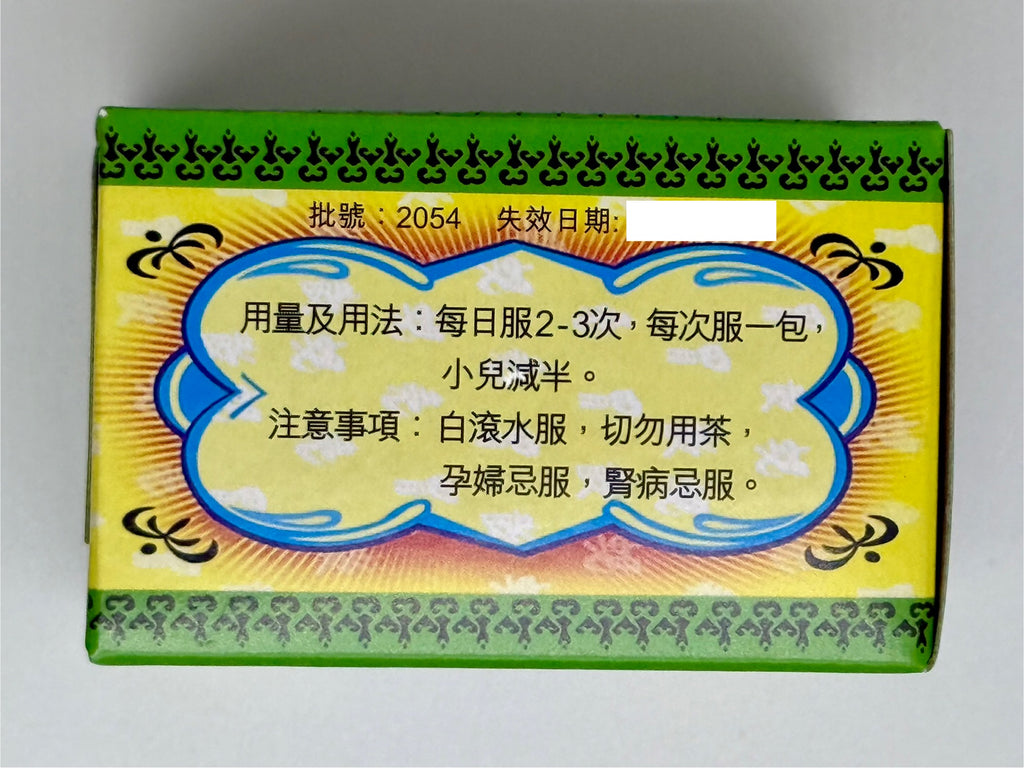 批號：2054 失效日期:
用量及用法：每日服2-3次，每次服一包，
小兒減半。
注意事項：白滾水服，切勿用茶，
孕婦忌服，腎病忌服。